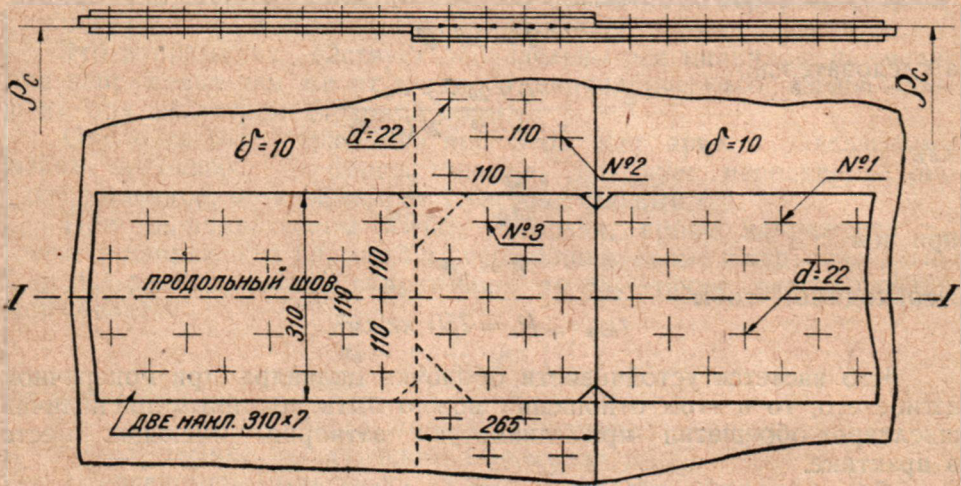 ρc
ρc
δ=10
d=22
110
№2
δ=10
110
№1
№3
110
d=22
I
ПРОДОЛЬНЫЙ ШОВ
110
310
I
110
ДВЕ НАКЛ. 310×7
265